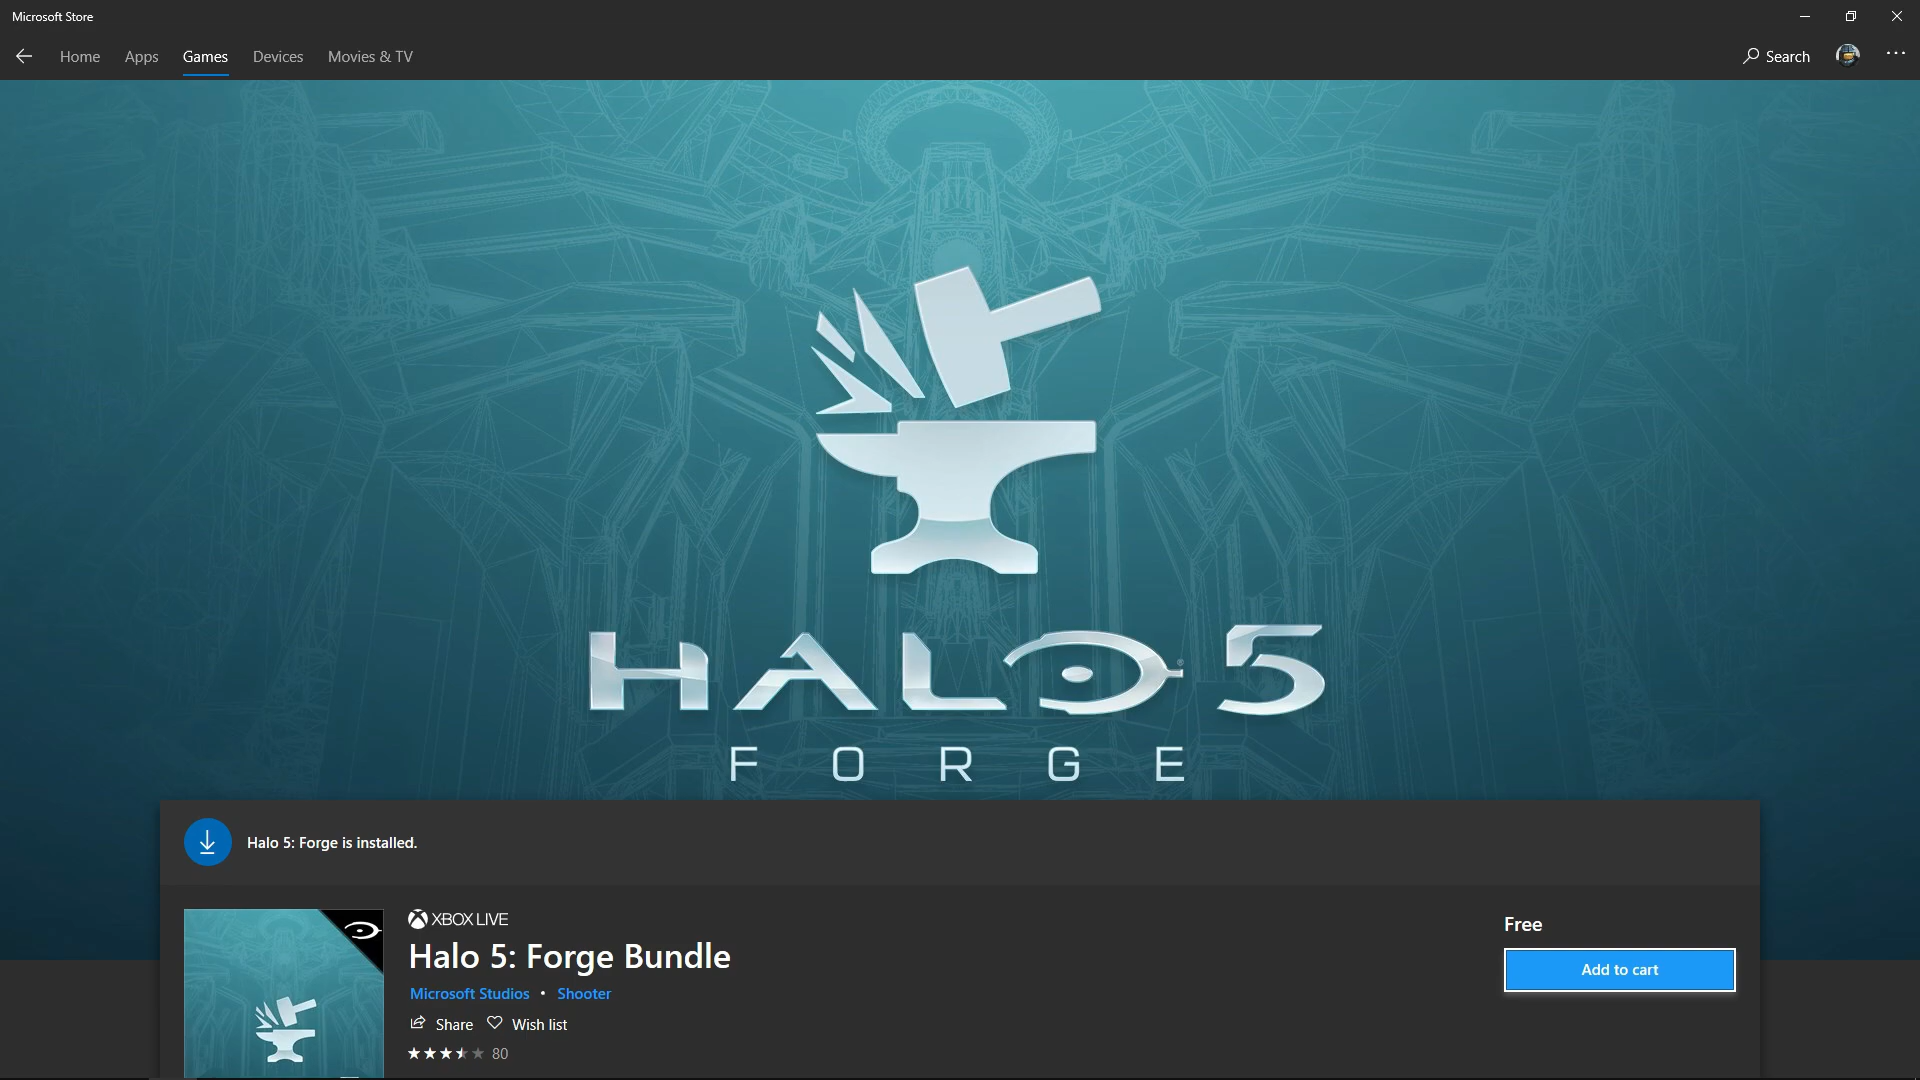 Microsoft Store
Home Apps Games Devices Movies & TV Search
HALO 5
FORGE
Halo 5: Forge is installed.
XBOX LIVE
Halo 5: Forge Bundle
Microsoft Studios • Shooter
Share Wish list
80
Free
Add to cart